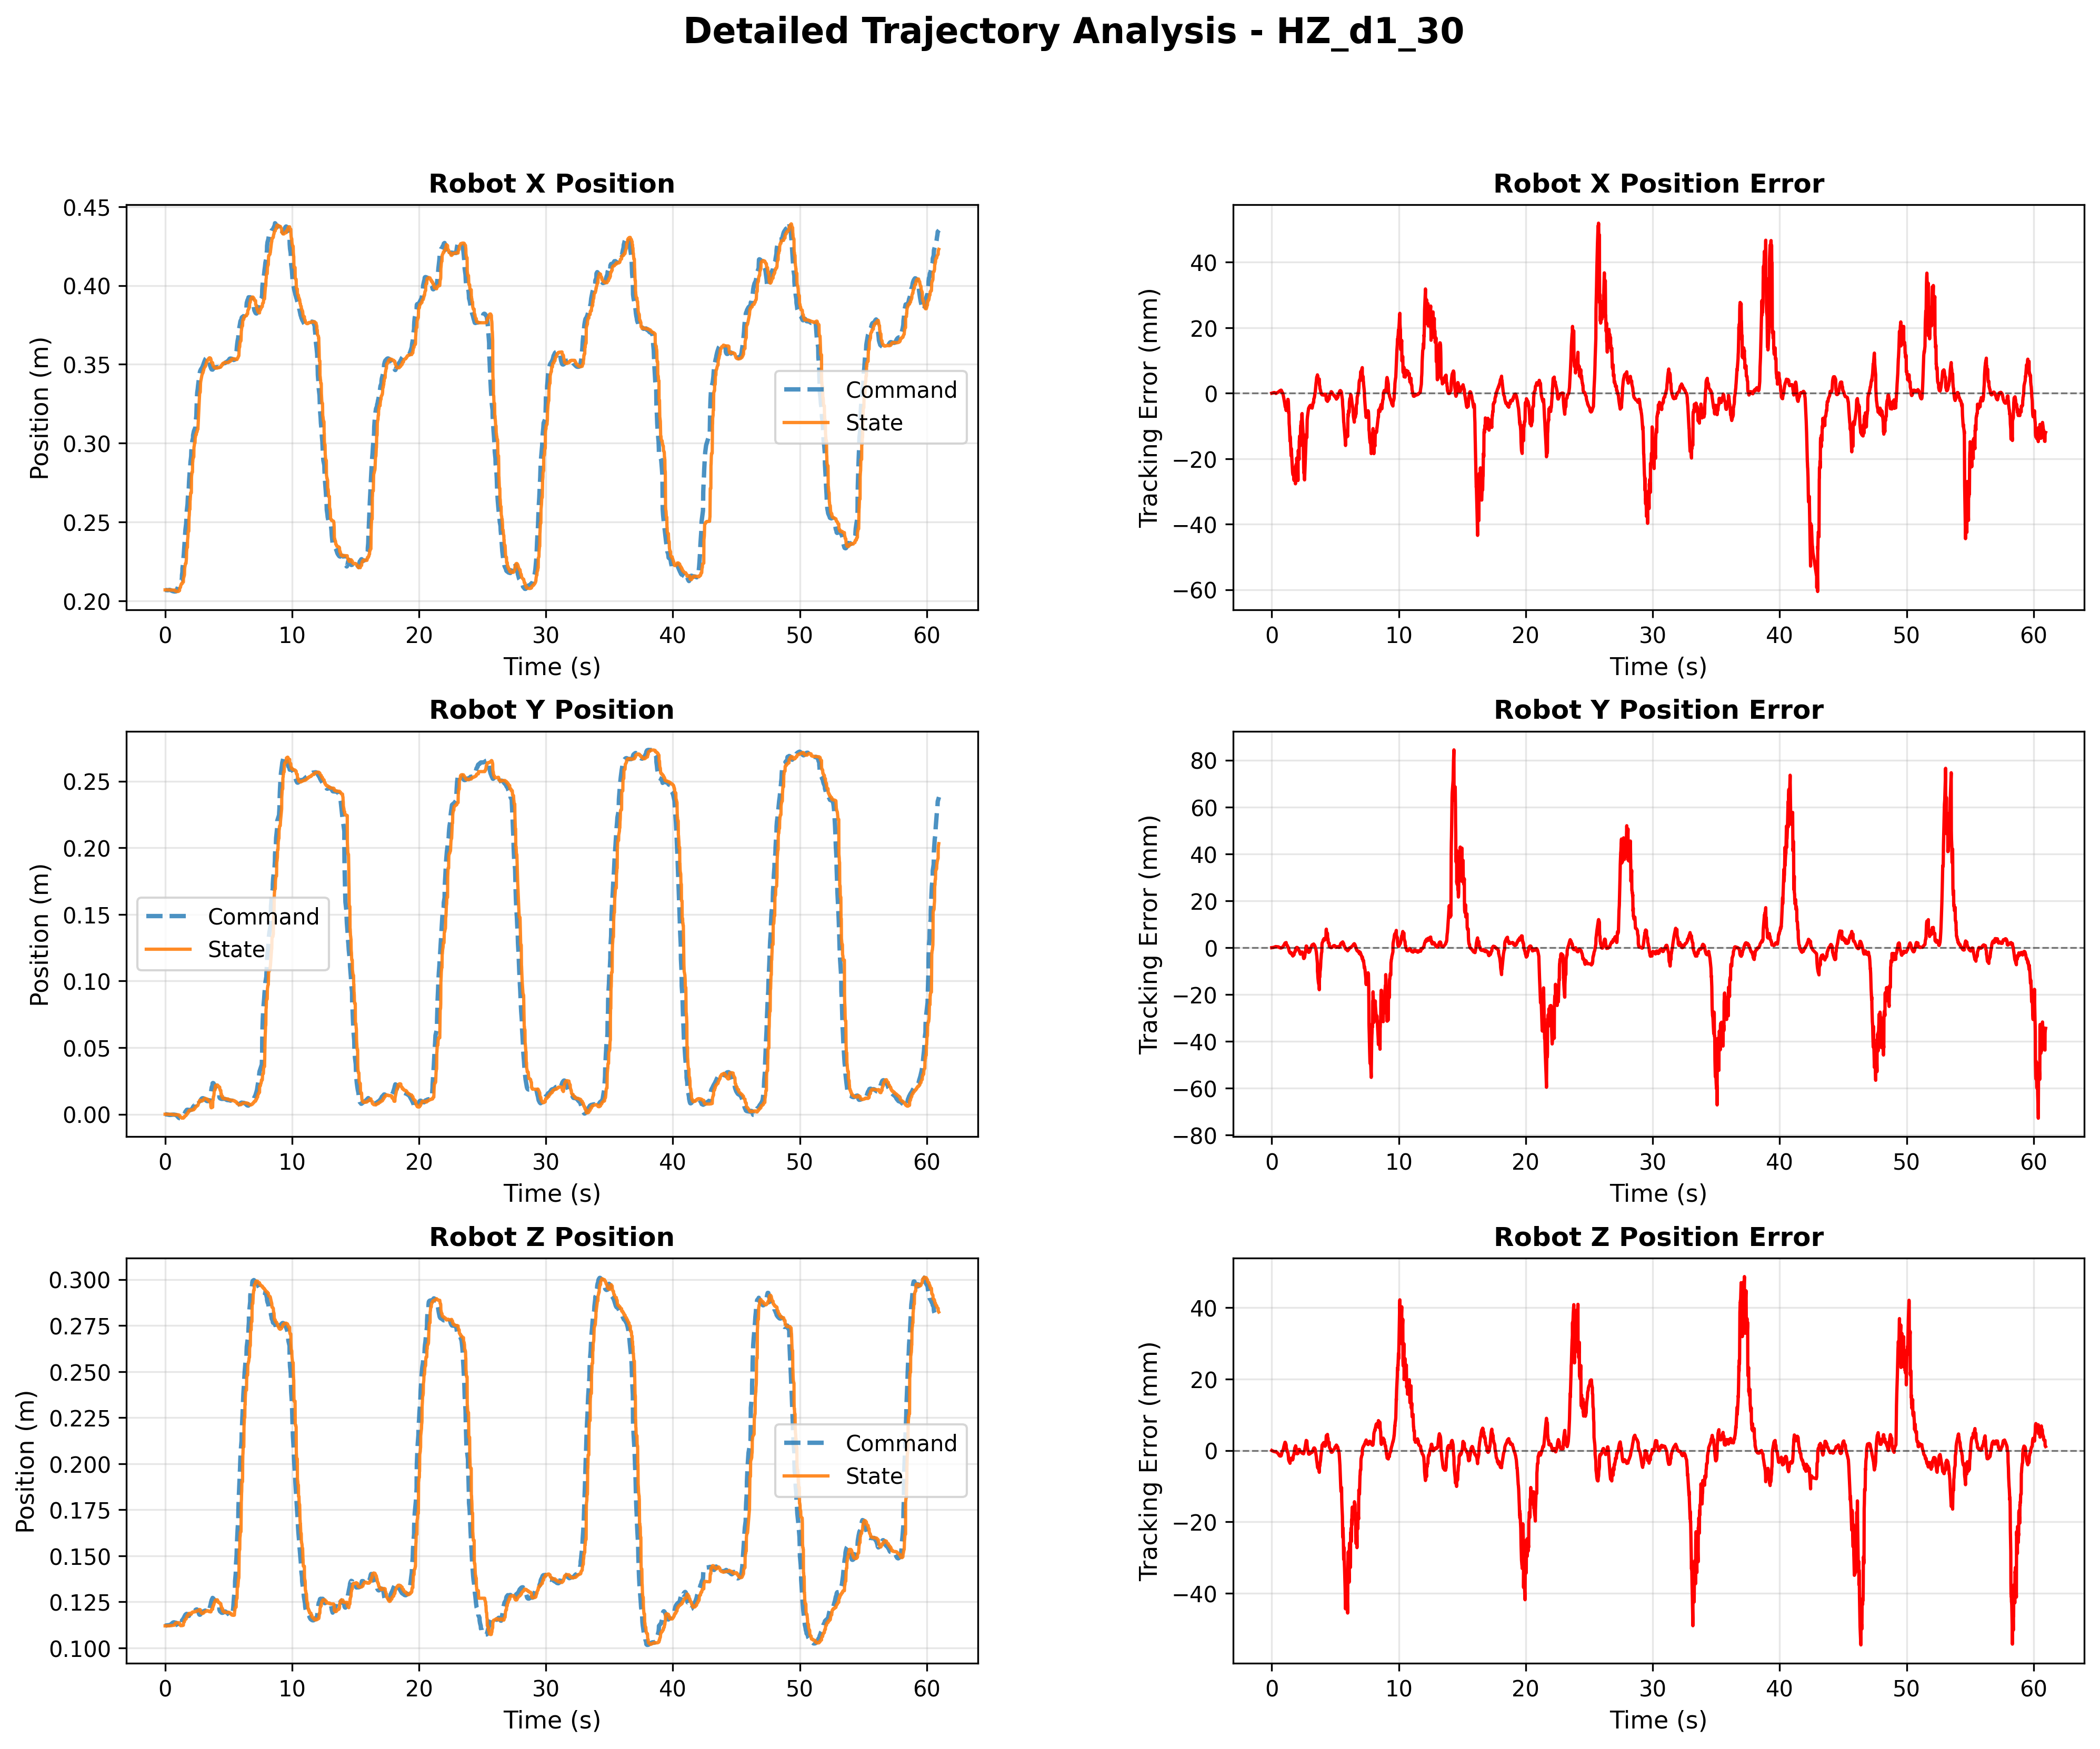 Detailed Trajectory Analysis - HZ_d1_30
Robot X Position
Position (m)
0.45
0.40
0.35
0.30
0.25
0.20
Command
State
0 10 20 30 40 50 60
Time (s)
Robot X Position Error
Tracking Error (mm)
40
20
0
−20
−40
−60
0 10 20 30 40 50 60
Time (s)
Robot Y Position
Position (m)
0.25
0.20
0.15
0.10
0.05
0.00
Command
State
0 10 20 30 40 50 60
Time (s)
Robot Y Position Error
Tracking Error (mm)
80
60
40
20
0
−20
−40
−60
−80
0 10 20 30 40 50 60
Time (s)
Robot Z Position
Position (m)
0.300
0.275
0.250
0.225
0.200
0.175
0.150
0.125
0.100
Command
State
0 10 20 30 40 50 60
Time (s)
Robot Z Position Error
Tracking Error (mm)
40
20
0
−20
−40
0 10 20 30 40 50 60
Time (s)